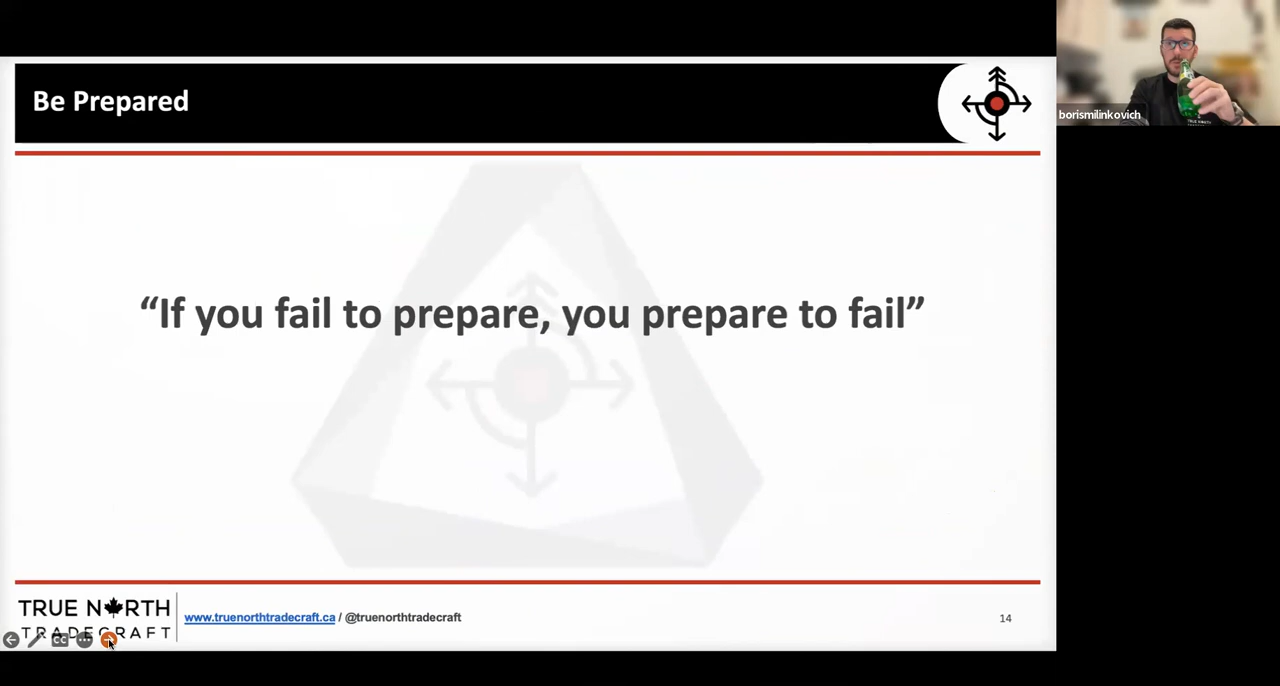 Be Prepared
borismilinkovich
“If you fail to prepare, you prepare to fail”
TRUE NORTH
TRADECRAFT
www.truenorthtradecraft.ca / @truenorthtradecraft
14
CC